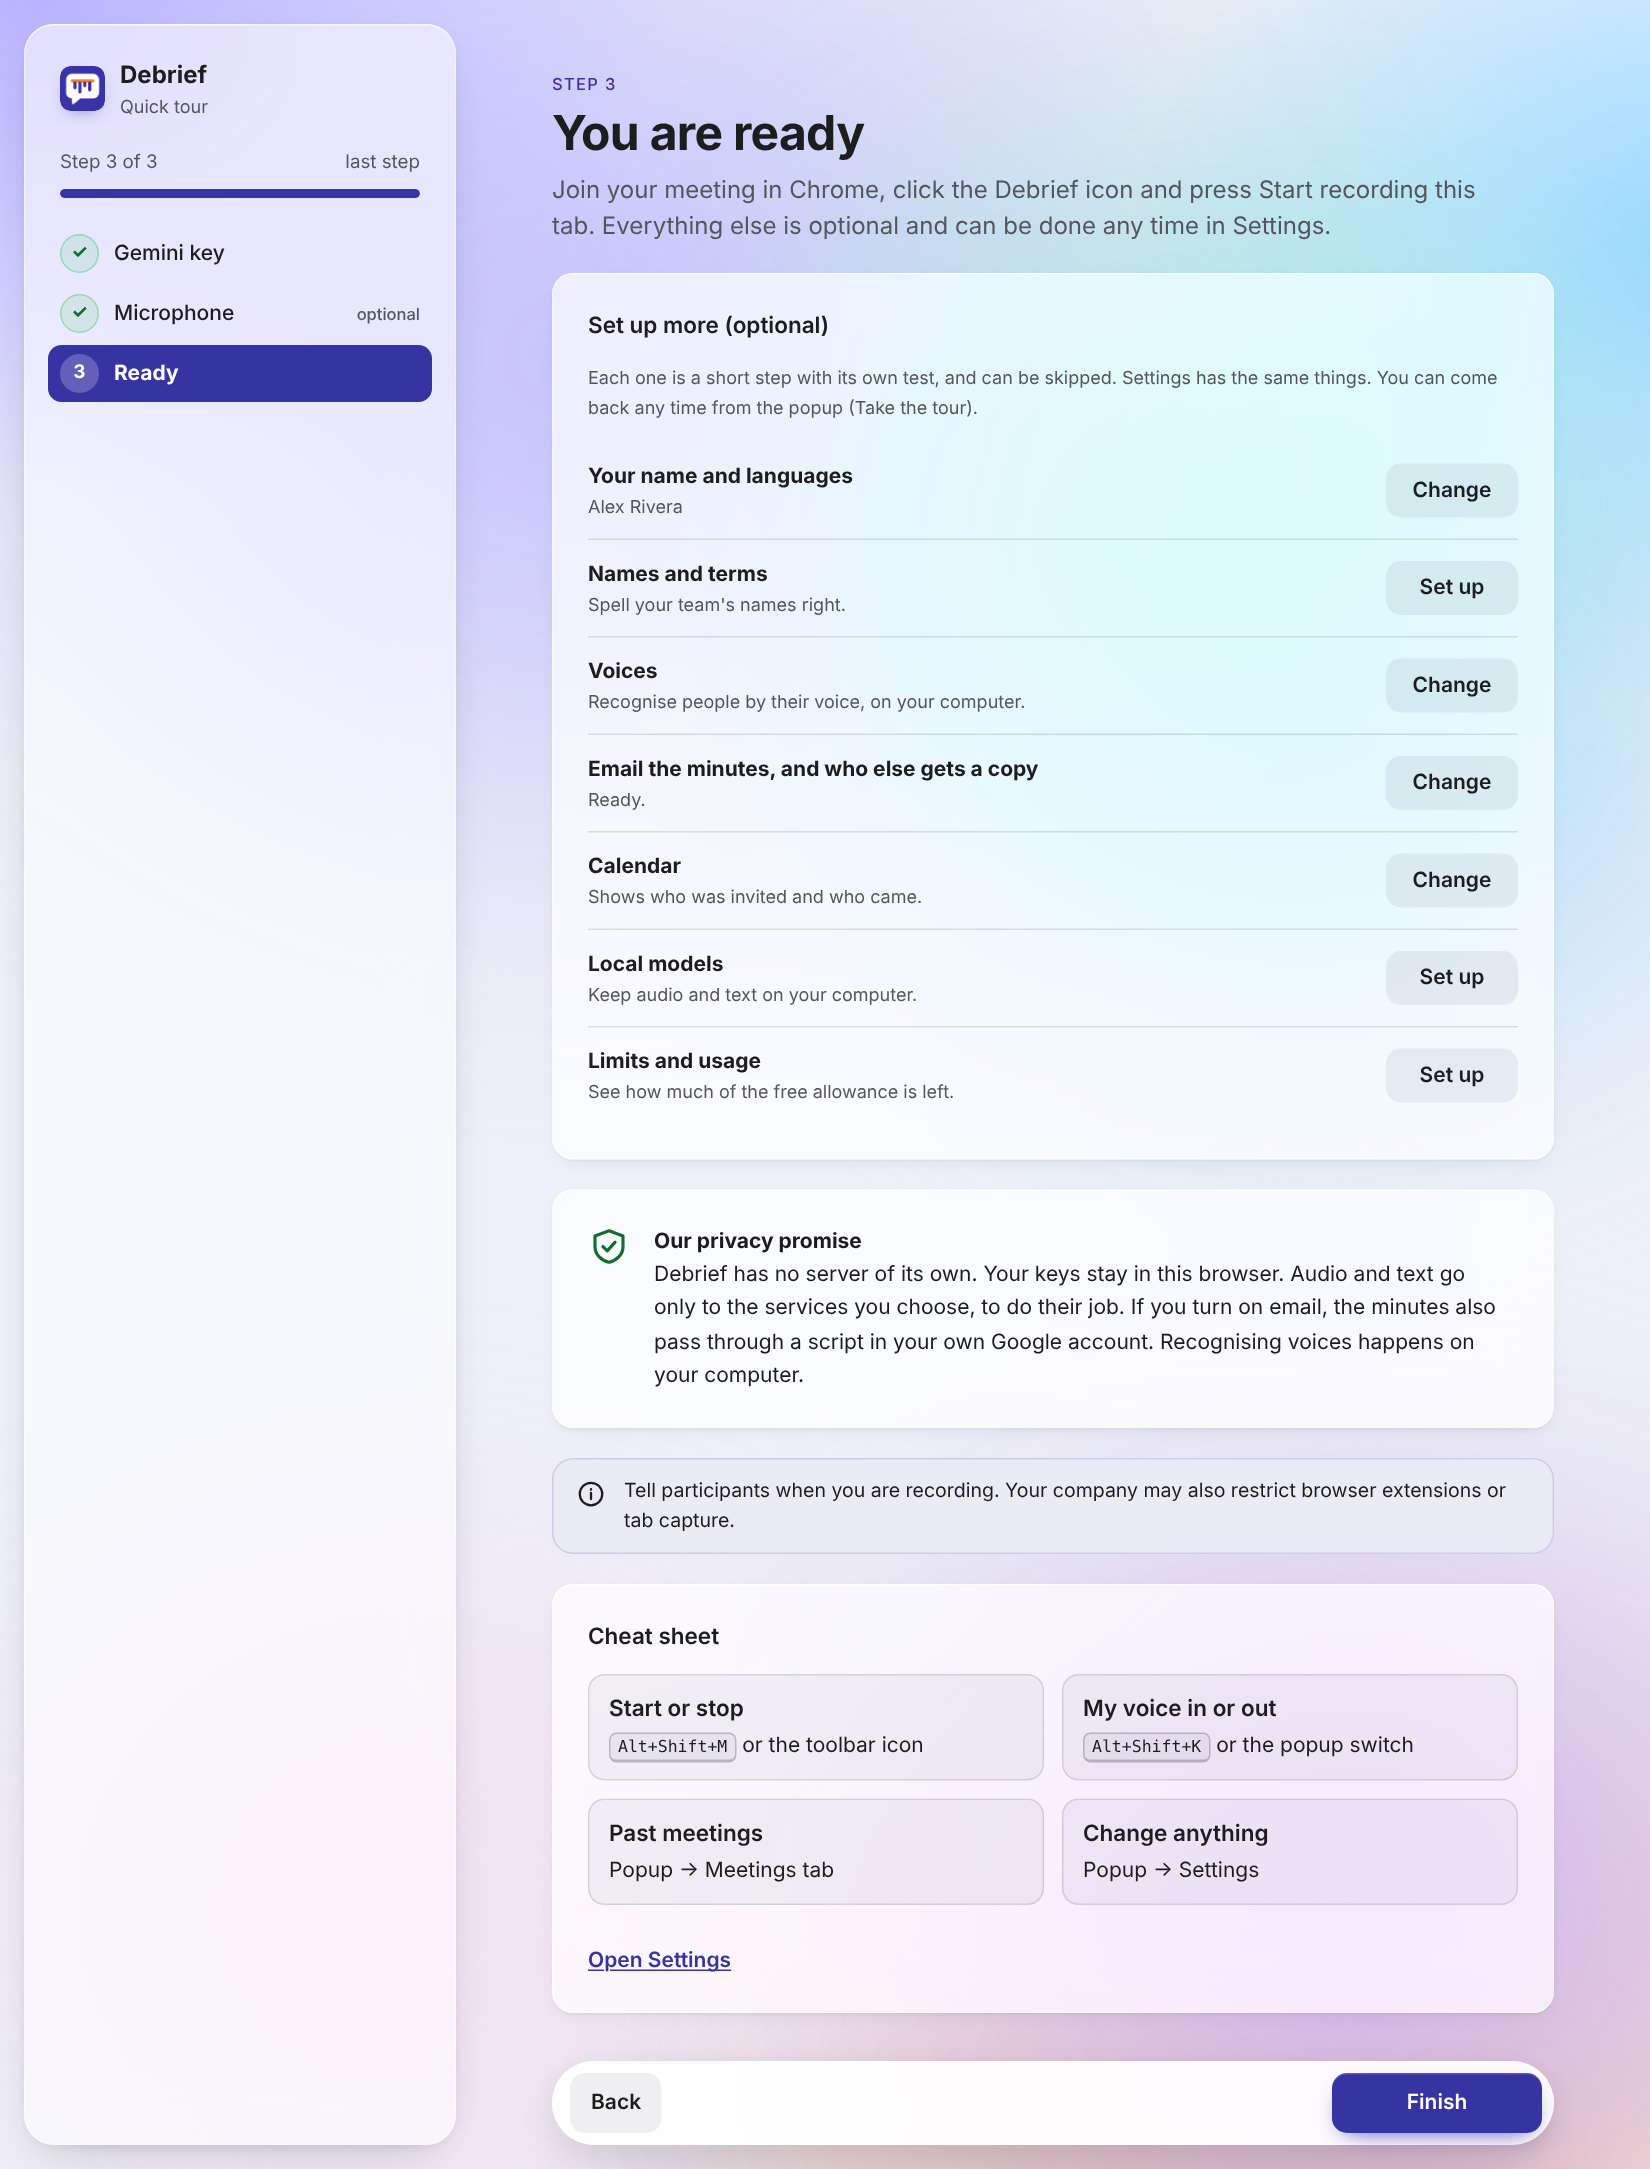 Debrief
Quick tour
Step 3 of 3
last step
Gemini key
Microphone
optional
3
Ready
STEP 3
You are ready
Join your meeting in Chrome, click the Debrief icon and press Start recording this
tab. Everything else is optional and can be done any time in Settings.
Set up more (optional)
Each one is a short step with its own test, and can be skipped. Settings has the same things. You can come
back any time from the popup (Take the tour).
Your name and languages
Alex Rivera
Change
Names and terms
Spell your team's names right.
Set up
Voices
Recognise people by their voice, on your computer.
Change
Email the minutes, and who else gets a copy
Ready.
Change
Calendar
Shows who was invited and who came.
Change
Local models
Keep audio and text on your computer.
Set up
Limits and usage
See how much of the free allowance is left.
Set up
Our privacy promise
Debrief has no server of its own. Your keys stay in this browser. Audio and text go
only to the services you choose, to do their job. If you turn on email, the minutes also
pass through a script in your own Google account. Recognising voices happens on
your computer.
Tell participants when you are recording. Your company may also restrict browser extensions or
tab capture.
Cheat sheet
Start or stop
Alt+Shift+M or the toolbar icon
My voice in or out
Alt+Shift+K or the popup switch
Past meetings
Popup → Meetings tab
Change anything
Popup → Settings
Open Settings
Back
Finish